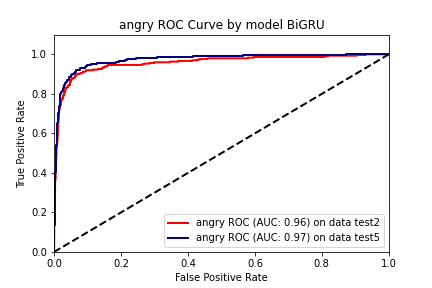 angry ROC Curve by model BiGRU
True Positive Rate
1.0
0.8
0.6
0.4
0.2
0.0
angry ROC (AUC: 0.96) on data test2
angry ROC (AUC: 0.97) on data test5
0.0 0.2 0.4 0.6 0.8 1.0
False Positive Rate